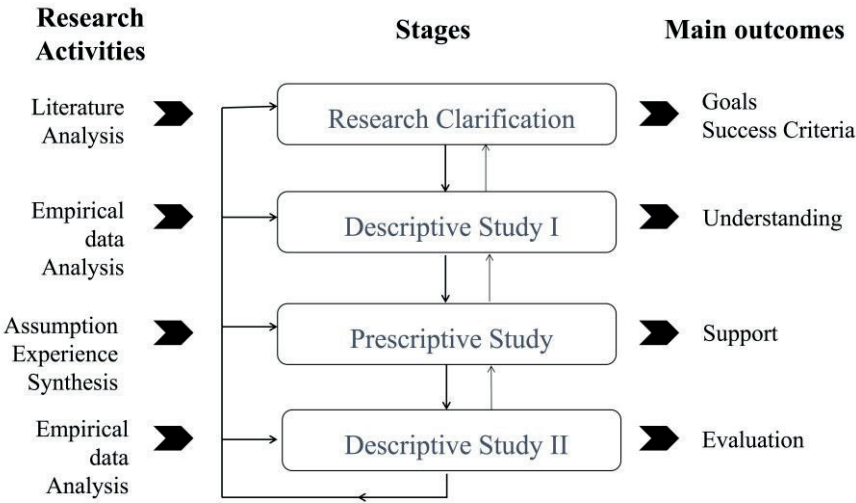 Research
Activities
Stages
Main outcomes
Literature
Analysis
Research Clarification
Goals
Success Criteria
Empirical
data
Analysis
Descriptive Study I
Understanding
Assumption
Experience
Synthesis
Prescriptive Study
Support
Empirical
data
Analysis
Descriptive Study II
Evaluation